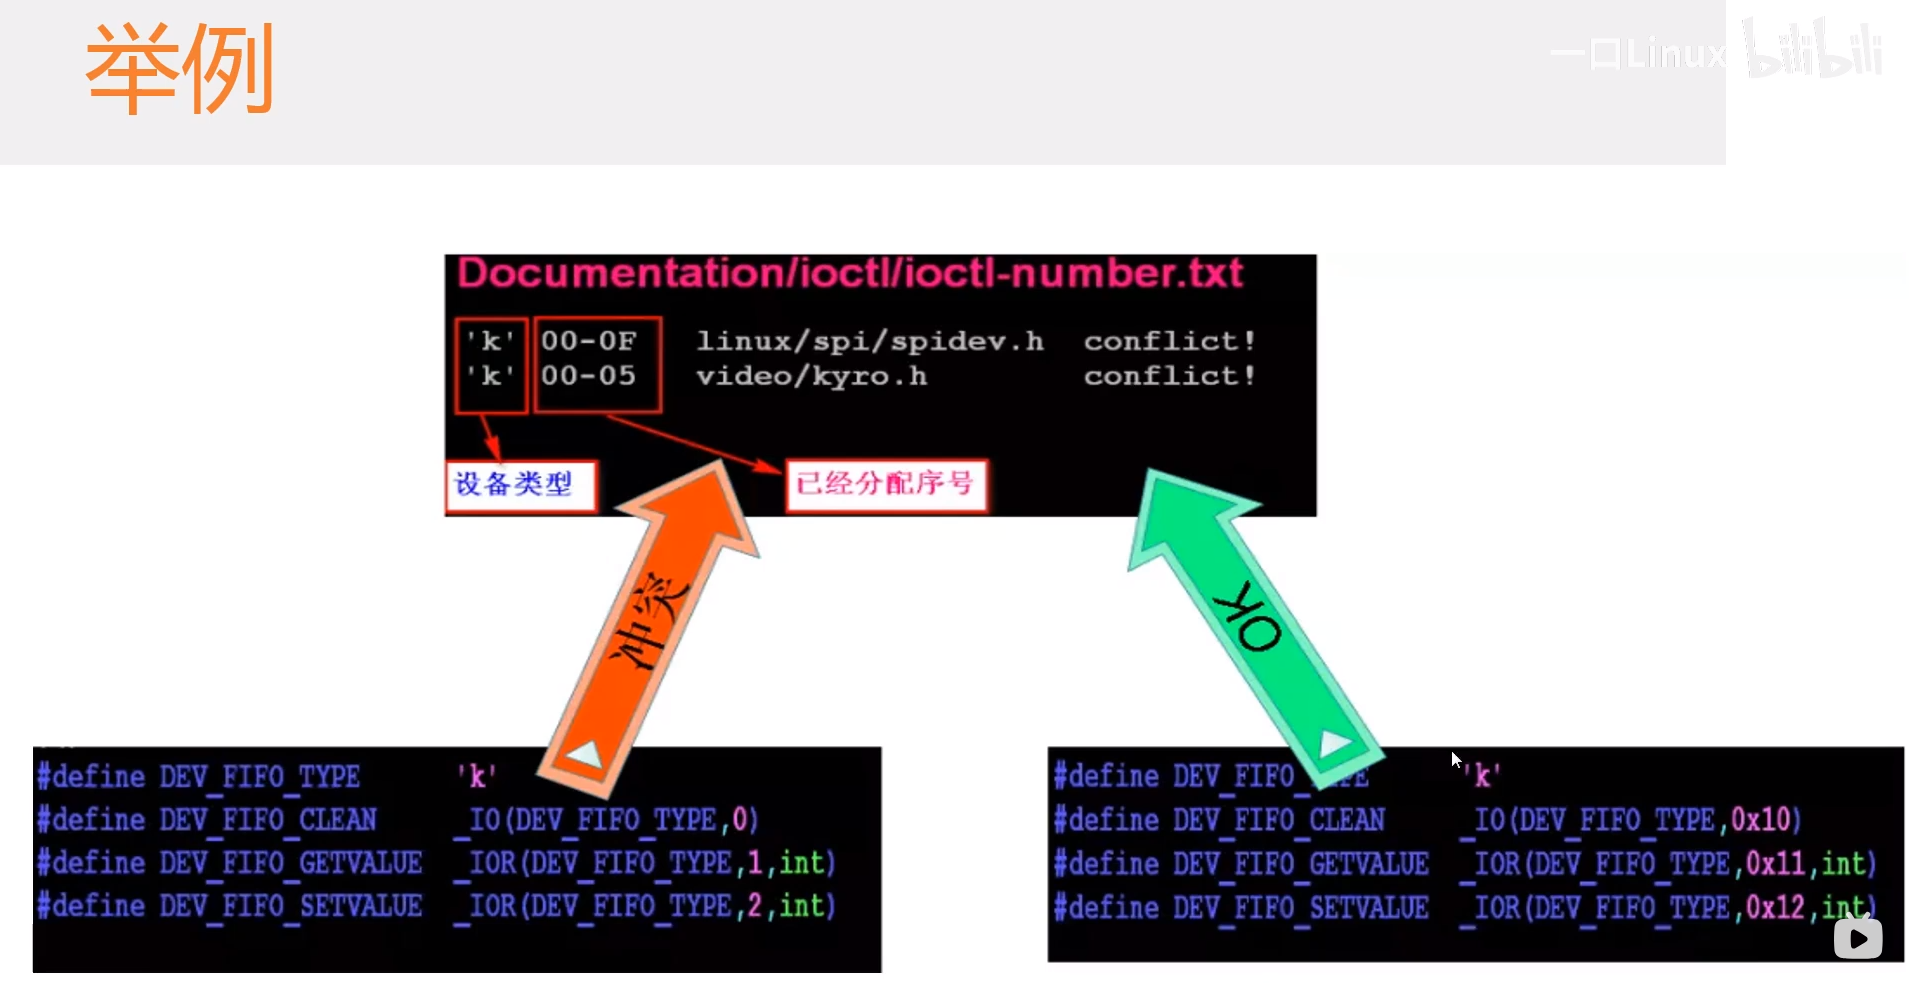 举例
一口Linux bilibili
Documentation/ioctl/ioctl-number.txt
'k' 00-0F linux/spi/spidev.h conflict!
'k' 00-05 video/kyro.h conflict!
设备类型
已经分配序号
冲突
OK
#define DEV_FIFO_TYPE 'k'
#define DEV_FIFO_CLEAN _IO(DEV_FIFO_TYPE,0)
#define DEV_FIFO_GETVALUE _IOR(DEV_FIFO_TYPE,1,int)
#define DEV_FIFO_SETVALUE _IOR(DEV_FIFO_TYPE,2,int)
#define DEV_FIFO_TYPE 'k'
#define DEV_FIFO_CLEAN _IO(DEV_FIFO_TYPE,0x10)
#define DEV_FIFO_GETVALUE _IOR(DEV_FIFO_TYPE,0x11,int)
#define DEV_FIFO_SETVALUE _IOR(DEV_FIFO_TYPE,0x12,int)